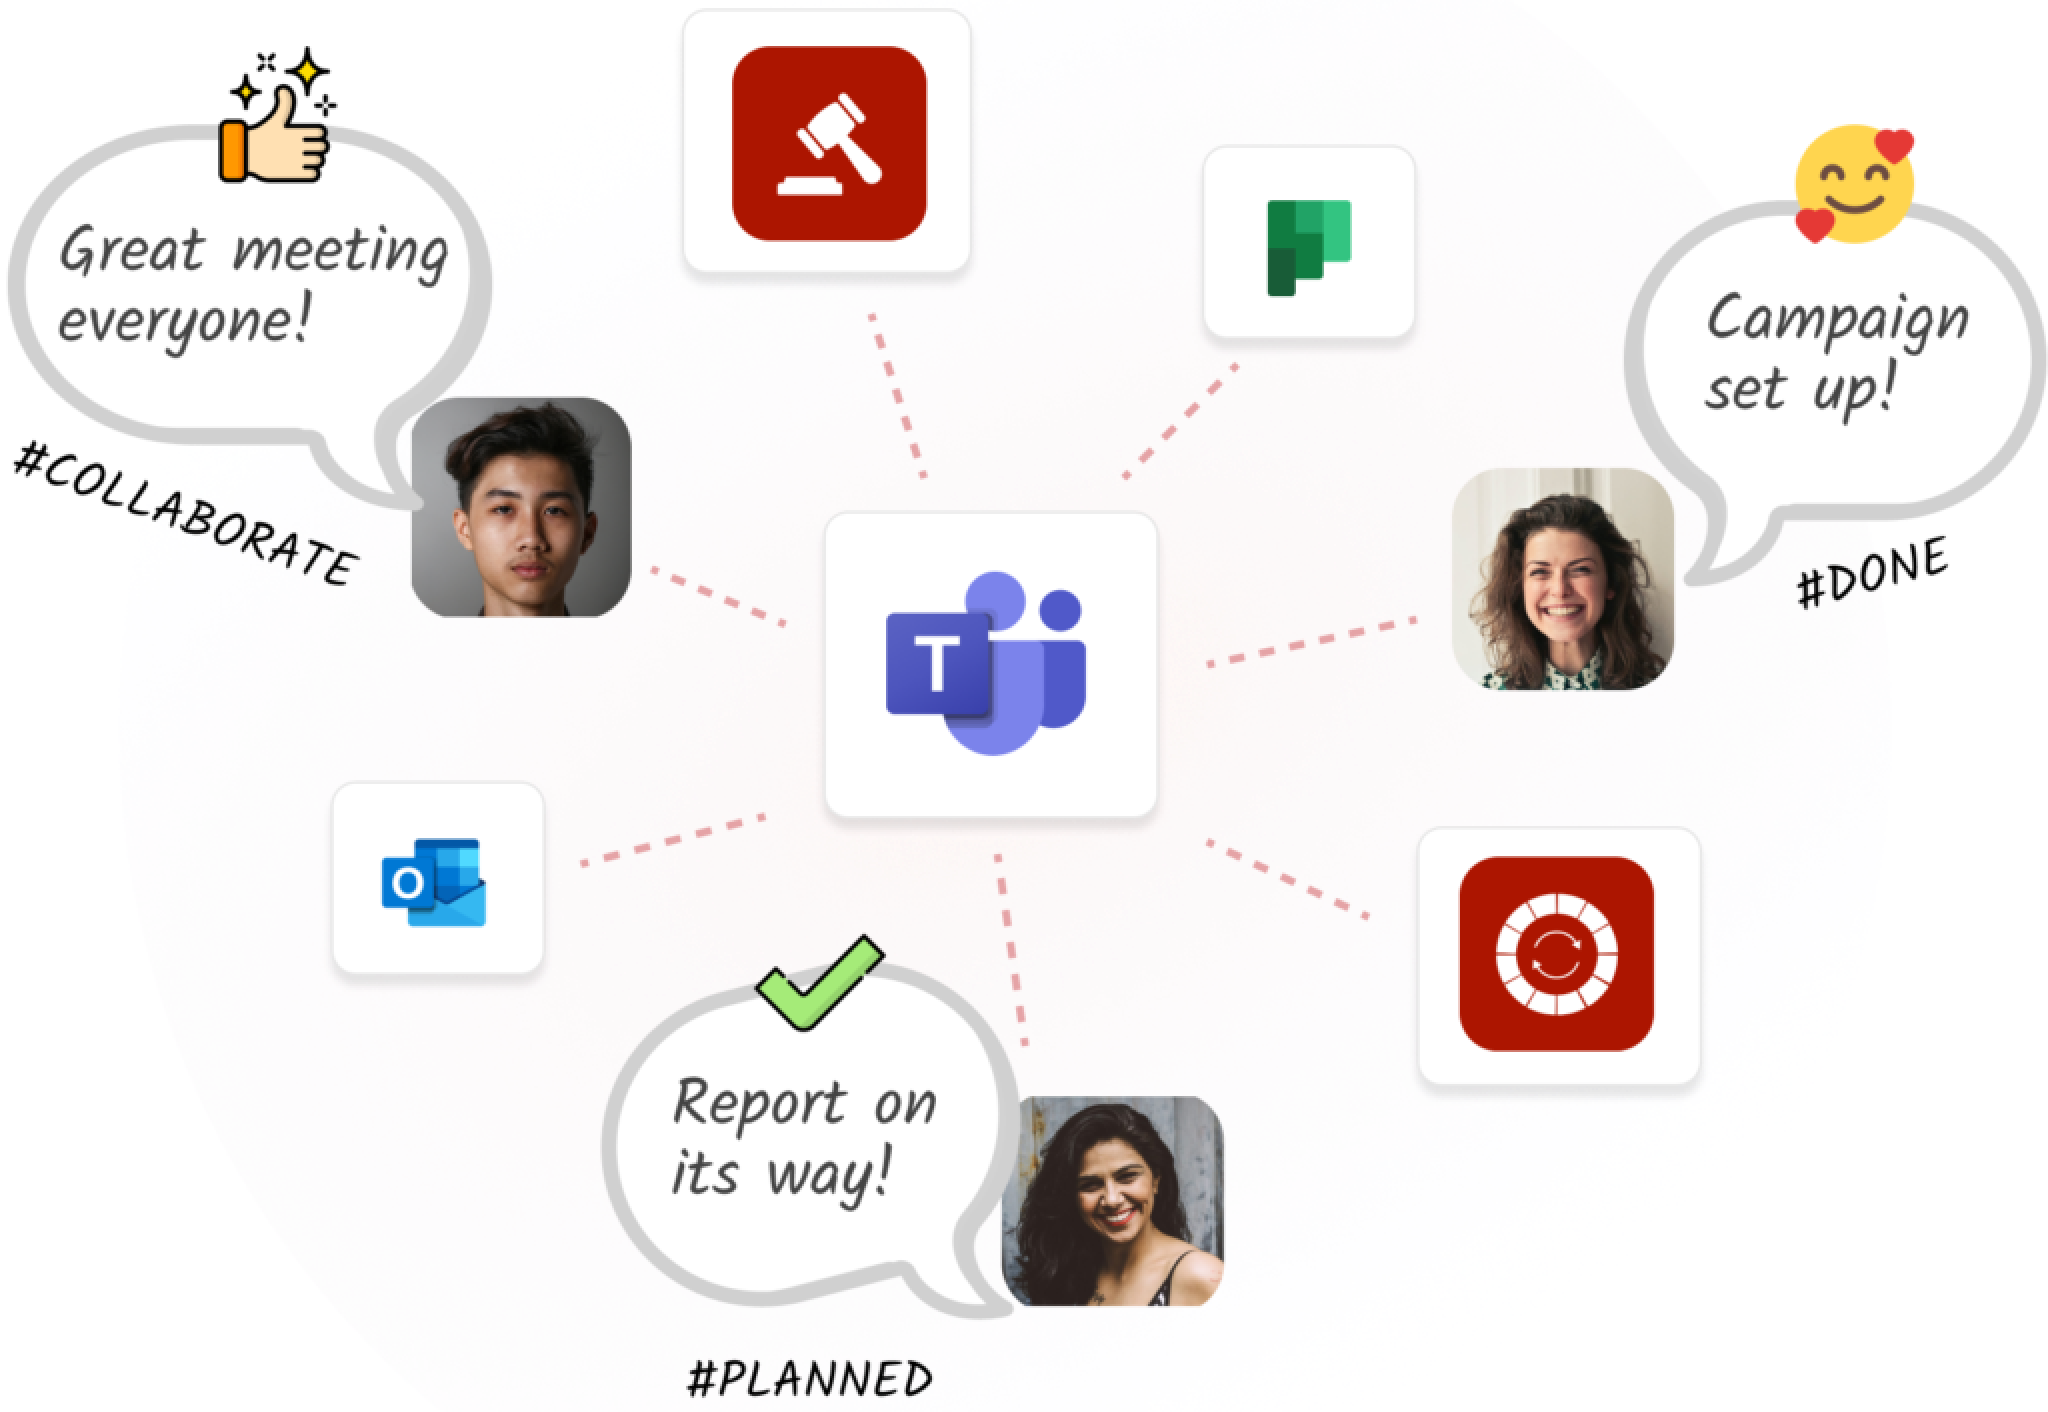 Great meeting
everyone!
#COLLABORATE
Campaign
set up!
#DONE
T
O
Report on
its way!
#PLANNED